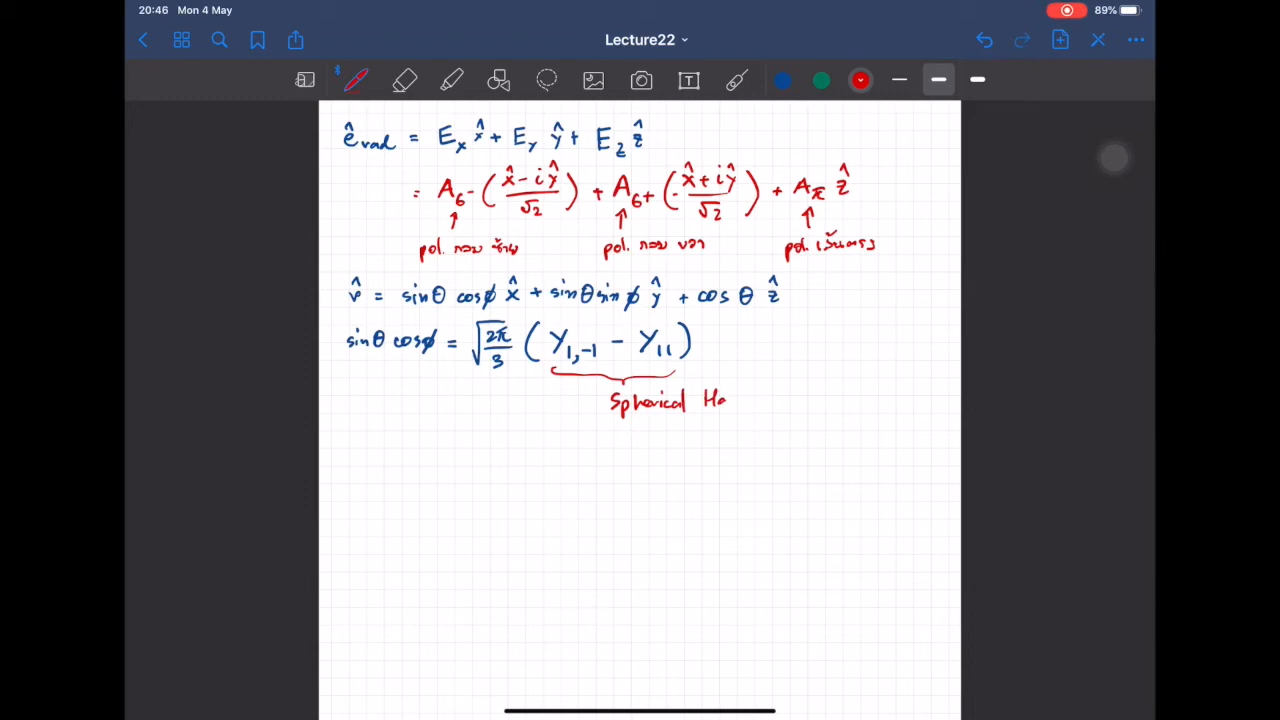 20:46 Mon 4 May 89%
Lecture22
ê_rad = E_x x̂ + E_y ŷ + E_z ẑ
= A_σ- (x̂ - iŷ / √2) + A_σ+ (- x̂ + iŷ / √2) + A_π ẑ
pol. วงกลม ซ้าย pol. วงกลม ขวา pol. เส้นตรง
r̂ = sinθ cosϕ x̂ + sinθ sinϕ ŷ + cos θ ẑ
sinθ cosϕ = √(2π/3) (Y_1,-1 - Y_11)
Spherical Ha